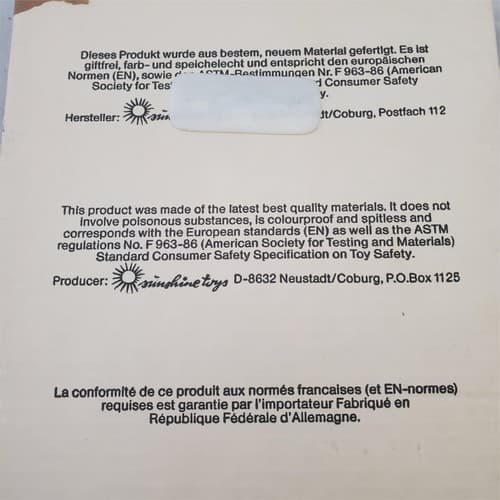 Dieses Produkt wurde aus bestem, neuem Material gefertigt. Es ist
giftfrei, farb- und speichelecht und entspricht den europäischen
Normen (EN), sowie ASTM-Bestimmungen Nr. F 963-86 (American
Society for Consumer Safety
Hersteller: /Coburg, Postfach 112
This product was made of the latest best quality materials. It does not
involve poisonous substances, is colourproof and spitless and
corresponds with the European standards (EN) as well as the ASTM
regulations No. F 963-86 (American Society for Testing and Materials)
Standard Consumer Safety Specification on Toy Safety.
Producer: sunshine toys D-8632 Neustadt/Coburg, P.O.Box 1125
La conformité de ce produit aux normés francaises (et EN-normes)
requises est garantie par l'importateur Fabriqué en
République Fédérale d'Allemagne.